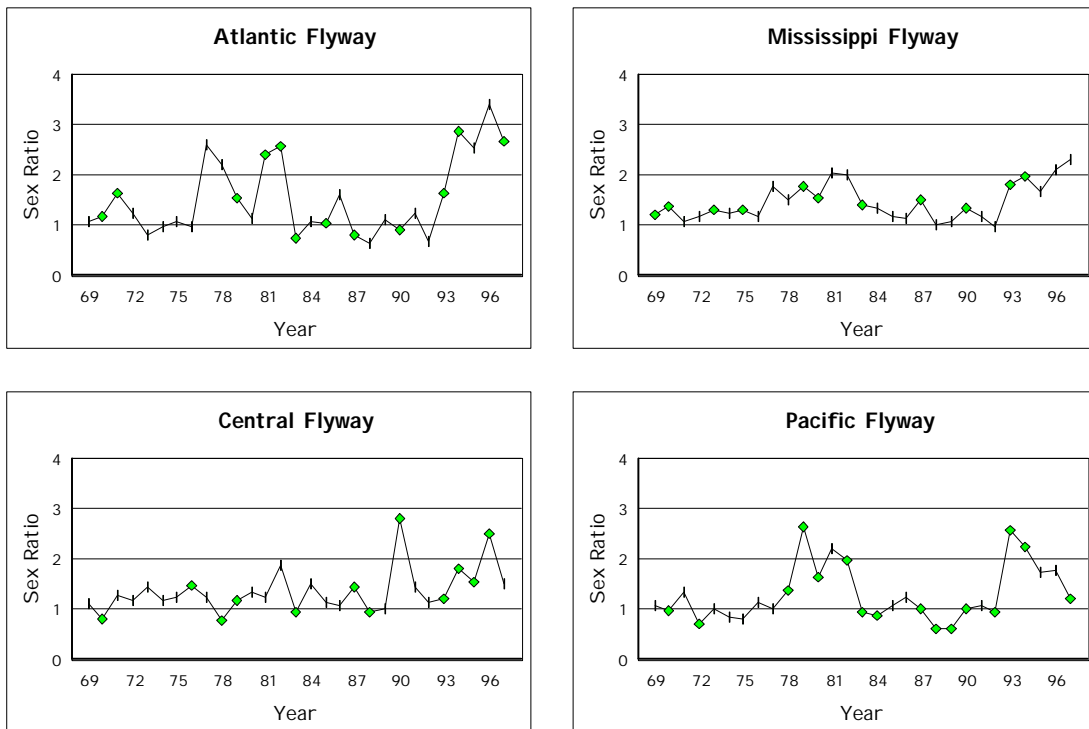 Atlantic Flyway
4
3
2
1
0
Sex Ratio
69 72 75 78 81 84 87 90 93 96
Year
Mississippi Flyway
4
3
2
1
0
Sex Ratio
69 72 75 78 81 84 87 90 93 96
Year
Central Flyway
4
3
2
1
0
Sex Ratio
69 72 75 78 81 84 87 90 93 96
Year
Pacific Flyway
4
3
2
1
0
Sex Ratio
69 72 75 78 81 84 87 90 93 96
Year